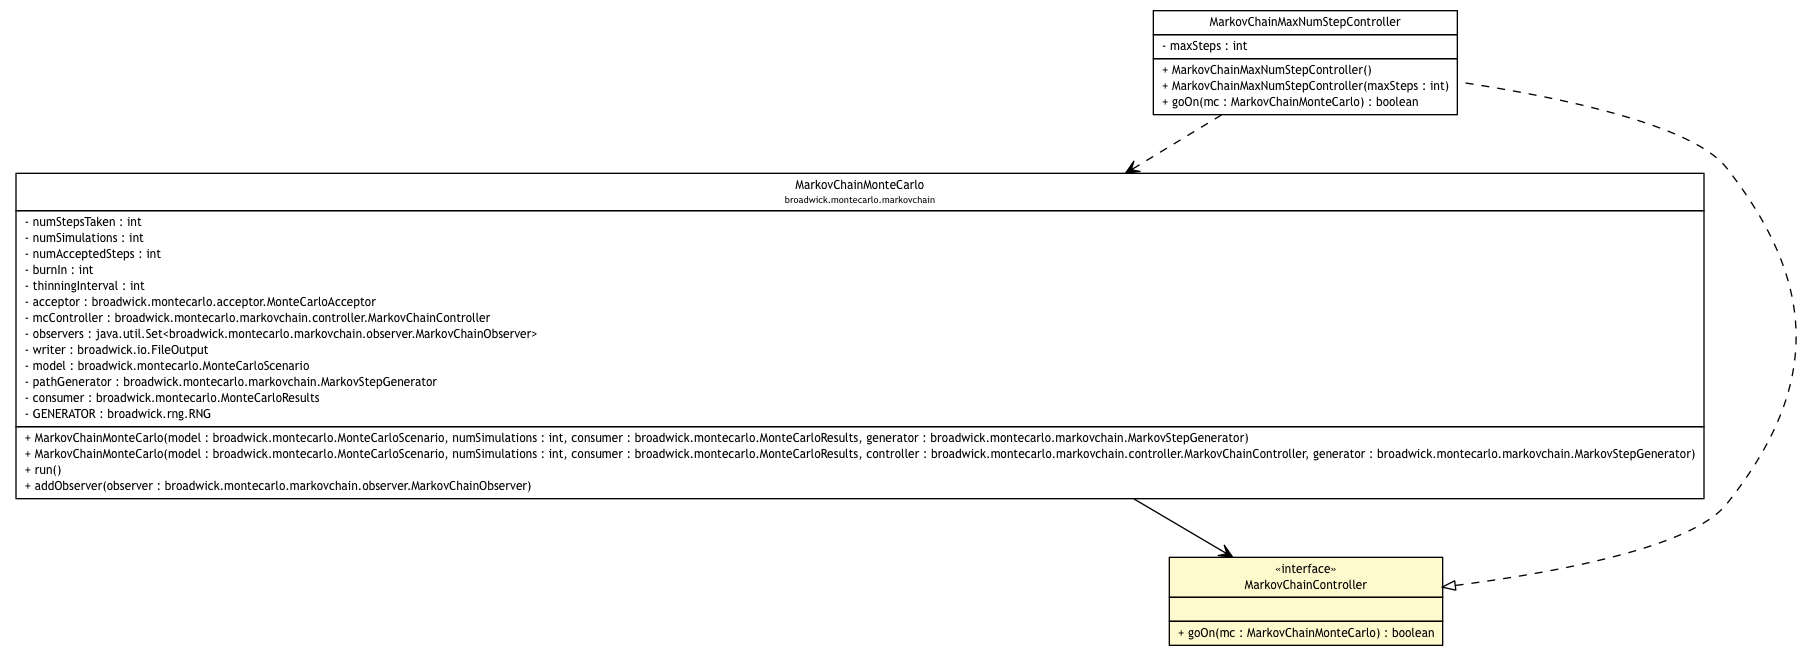 MarkovChainMaxNumStepController
- maxSteps : int
+ MarkovChainMaxNumStepController()
+ MarkovChainMaxNumStepController(maxSteps : int)
+ goOn(mc : MarkovChainMonteCarlo) : boolean
MarkovChainMonteCarlo
broadwick.montecarlo.markovchain
- numStepsTaken : int
- numSimulations : int
- numAcceptedSteps : int
- burnIn : int
- thinningInterval : int
- acceptor : broadwick.montecarlo.acceptor.MonteCarloAcceptor
- mcController : broadwick.montecarlo.markovchain.controller.MarkovChainController
- observers : java.util.Set<broadwick.montecarlo.markovchain.observer.MarkovChainObserver>
- writer : broadwick.io.FileOutput
- model : broadwick.montecarlo.MonteCarloScenario
- pathGenerator : broadwick.montecarlo.markovchain.MarkovStepGenerator
- consumer : broadwick.montecarlo.MonteCarloResults
- GENERATOR : broadwick.rng.RNG
+ MarkovChainMonteCarlo(model : broadwick.montecarlo.MonteCarloScenario, numSimulations : int, consumer : broadwick.montecarlo.MonteCarloResults, generator : broadwick.montecarlo.markovchain.MarkovStepGenerator)
+ MarkovChainMonteCarlo(model : broadwick.montecarlo.MonteCarloScenario, numSimulations : int, consumer : broadwick.montecarlo.MonteCarloResults, controller : broadwick.montecarlo.markovchain.controller.MarkovChainController, generator : broadwick.montecarlo.markovchain.MarkovStepGenerator)
+ run()
+ addObserver(observer : broadwick.montecarlo.markovchain.observer.MarkovChainObserver)
«interface»
MarkovChainController
+ goOn(mc : MarkovChainMonteCarlo) : boolean